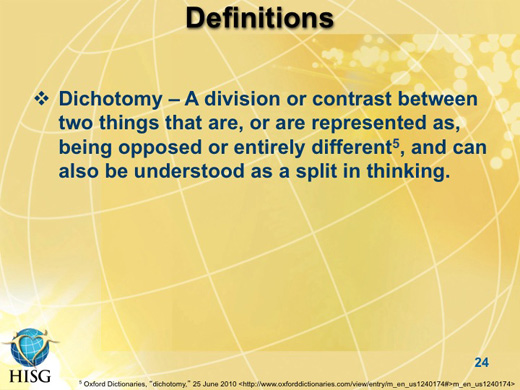 Definitions
❖ Dichotomy – A division or contrast between
two things that are, or are represented as,
being opposed or entirely different⁵, and can
also be understood as a split in thinking.
24
HISG
⁵ Oxford Dictionaries, "dichotomy," 25 June 2010 <http://www.oxforddictionaries.com/view/entry/m_en_us1240174#>m_en_us1240174>